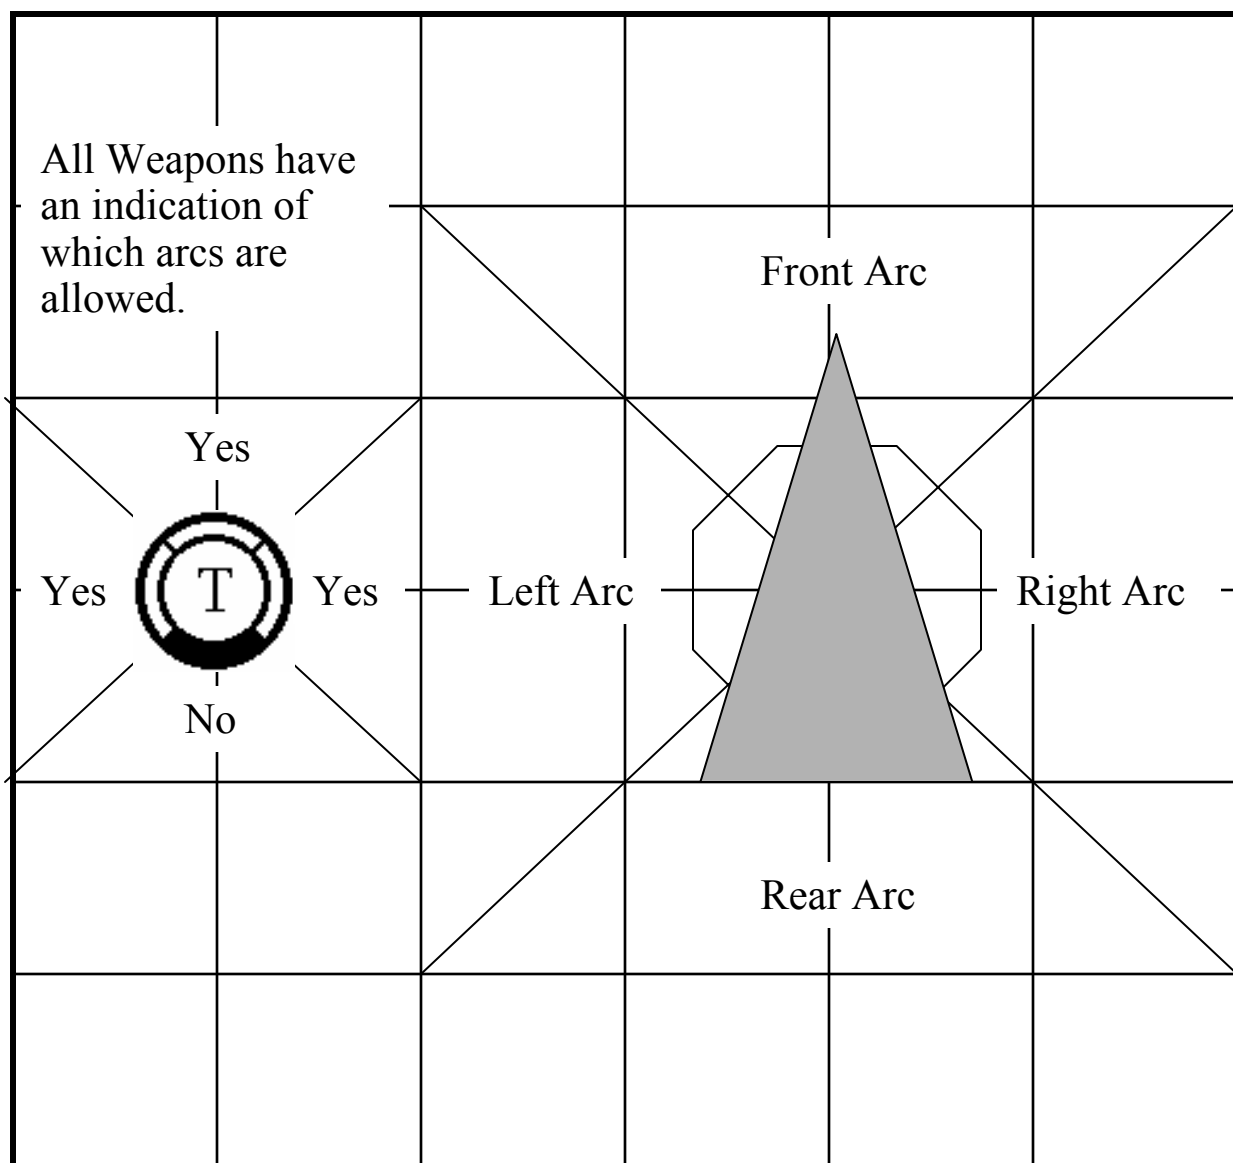 All Weapons have
an indication of
which arcs are
allowed.
Front Arc
Yes
Yes
T
Yes
Left Arc
Right Arc
No
Rear Arc